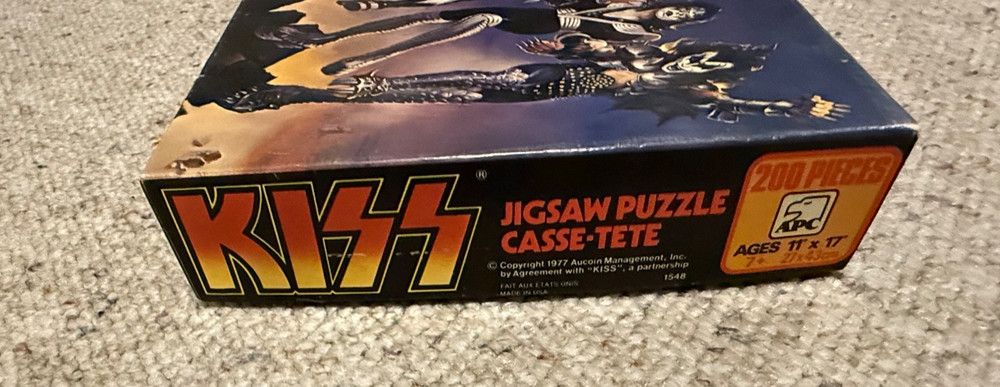 KISS®
JIGSAW PUZZLE
CASSE-TETE
© Copyright 1977 Aucoin Management, Inc.
by Agreement with "KISS", a partnership
1548
FAIT AUX ETATS UNIS
MADE IN USA
200 PIECES
APC
AGES 11" x 17"
7+ 27x43cm